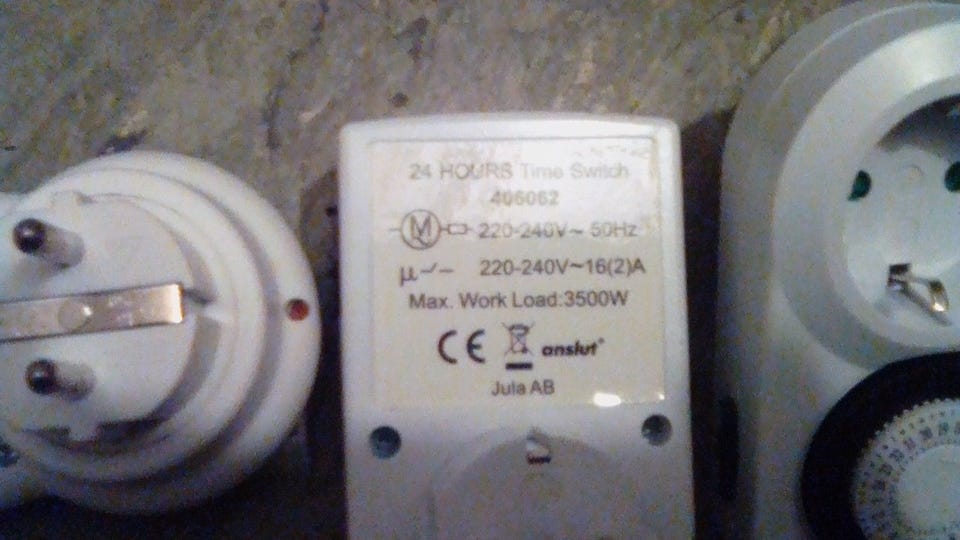 24 HOURS Time Switch
406062
M 220-240V~ 50Hz
µ 220-240V~16(2)A
Max. Work Load:3500W
CE anslut®
Jula AB